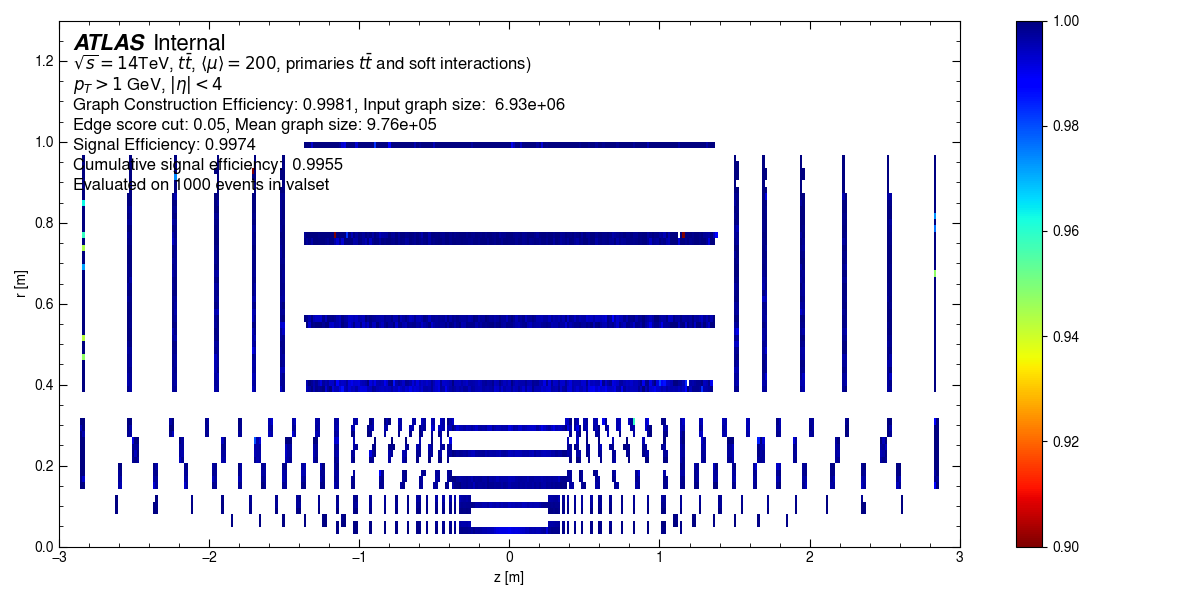 ATLAS Internal
√s = 14TeV, tt̄, ⟨μ⟩ = 200, primaries tt̄ and soft interactions)
p_T > 1 GeV, |η| < 4
Graph Construction Efficiency: 0.9981, Input graph size:  6.93e+06
Edge score cut: 0.05, Mean graph size: 9.76e+05
Signal Efficiency: 0.9974
Cumulative signal efficiency: 0.9955
Evaluated on 1000 events in valset
r [m]
1.2
1.0
0.8
0.6
0.4
0.2
0.0
−3 −2 −1 0 1 2 3
z [m]
1.00
0.98
0.96
0.94
0.92
0.90